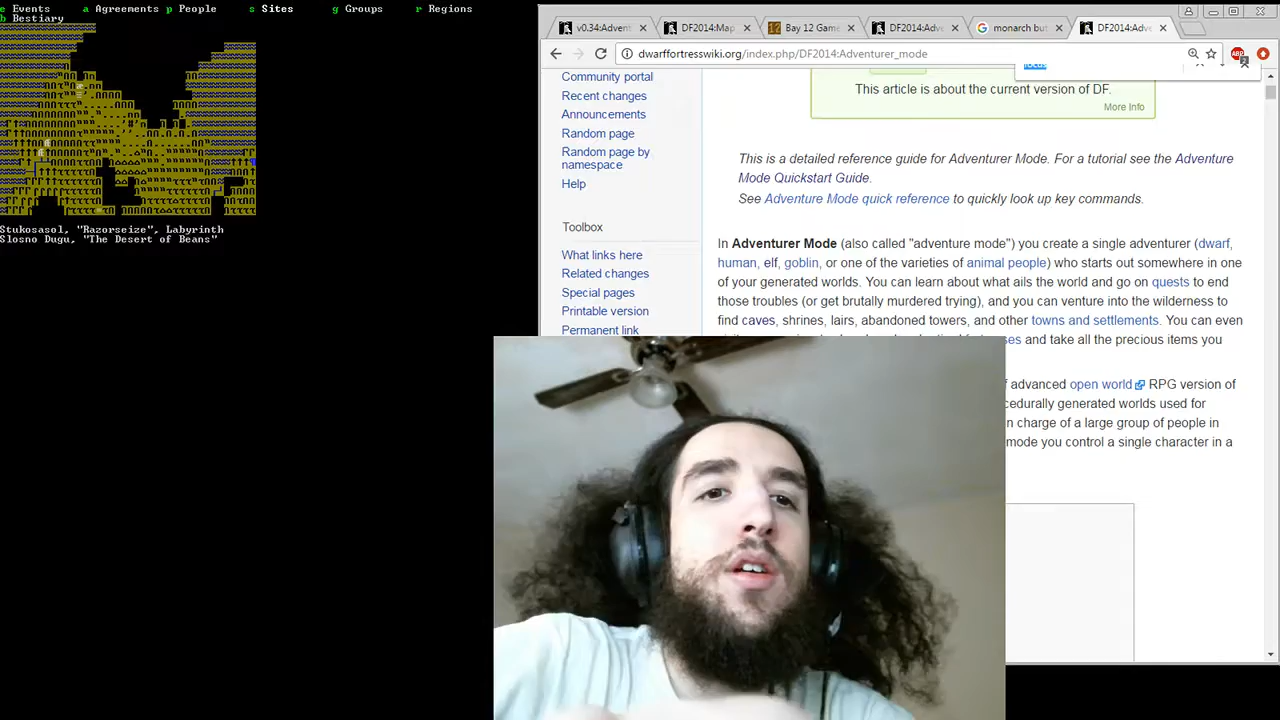 e Events a Agreements p People s Sites g Groups r Regions
b Bestiary
Stukosasol, "Razorseize", Labyrinth
Slosno Dugu, "The Desert of Beans"
v0.34:Advent
DF2014:Map
Bay 12 Game
DF2014:Adve
monarch but
DF2014:Adve
dwarffortresswiki.org/index.php/DF2014:Adventurer_mode
Community portal
Recent changes
Announcements
Random page
Random page by
namespace
Help
Toolbox
What links here
Related changes
Special pages
Printable version
Permanent link
focus
This article is about the current version of DF.
More Info
This is a detailed reference guide for Adventurer Mode. For a tutorial see the Adventure
Mode Quickstart Guide.
See Adventure Mode quick reference to quickly look up key commands.
In Adventurer Mode (also called "adventure mode") you create a single adventurer (dwarf,
human, elf, goblin, or one of the varieties of animal people) who starts out somewhere in one
of your generated worlds. You can learn about what ails the world and go on quests to end
those troubles (or get brutally murdered trying), and you can venture into the wilderness to
find caves, shrines, lairs, abandoned towers, and other towns and settlements. You can even
and take all the precious items you
advanced open world RPG version of
cedurally generated worlds used for
n charge of a large group of people in
mode you control a single character in a